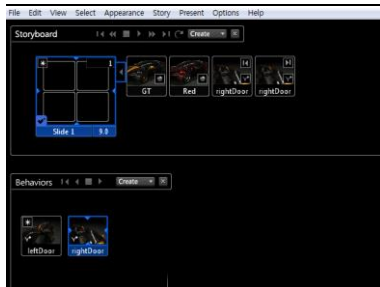 File Edit View Select Appearance Story Present Options Help
Storyboard Create
1
GT Red rightDoor rightDoor
Slide 1 9.0
Behaviors Create
leftDoor rightDoor